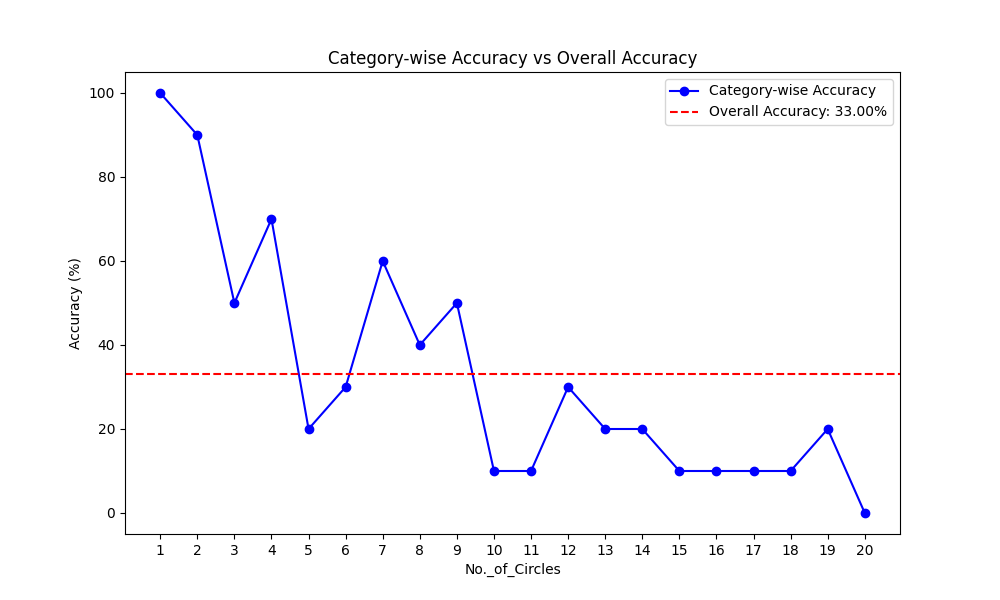 Category-wise Accuracy vs Overall Accuracy
Category-wise Accuracy
Overall Accuracy: 33.00%
Accuracy (%)
100
80
60
40
20
0
1 2 3 4 5 6 7 8 9 10 11 12 13 14 15 16 17 18 19 20
No._of_Circles